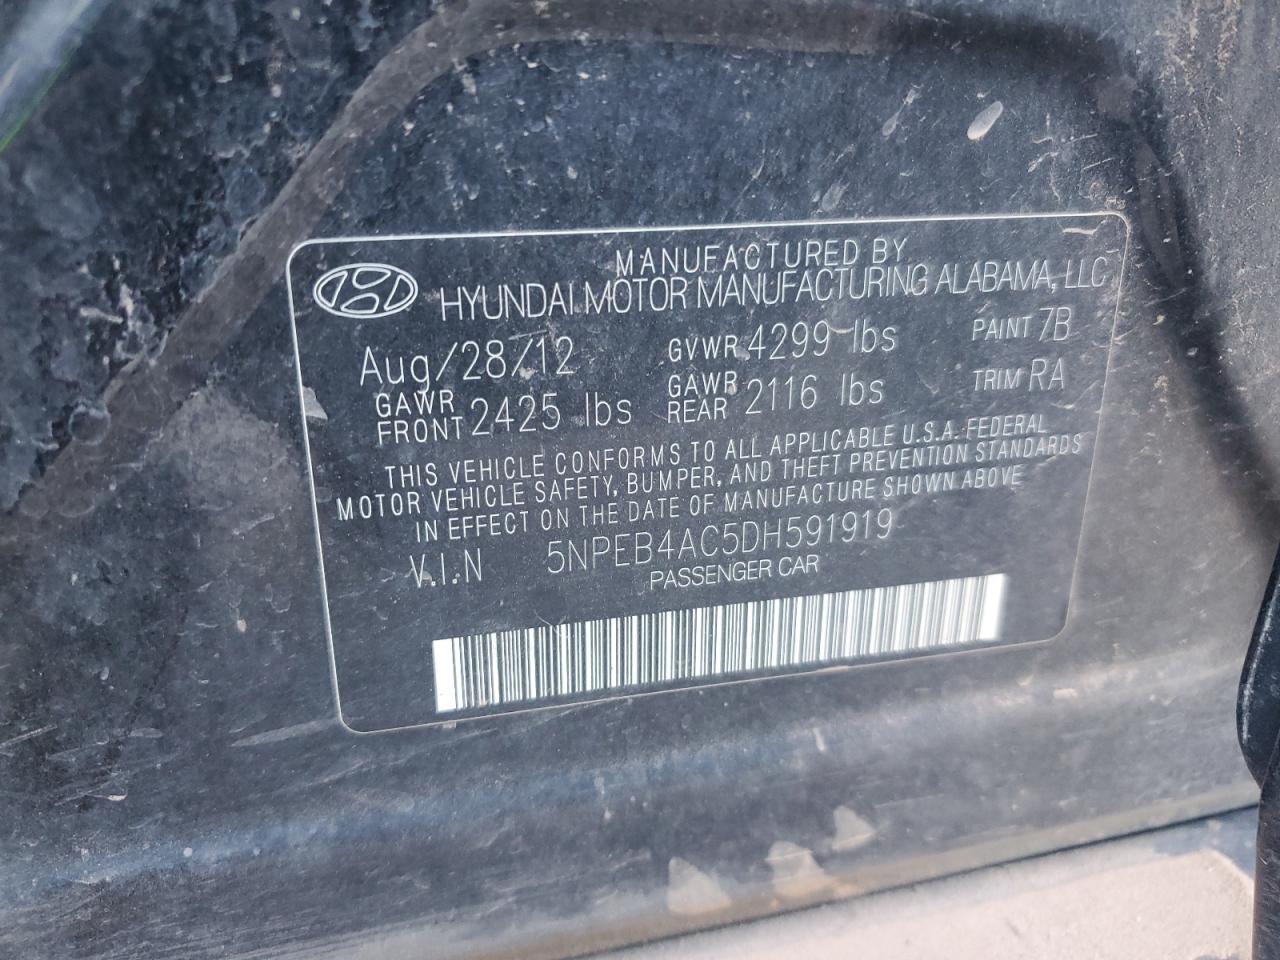 MANUFACTURED BY
HYUNDAI MOTOR MANUFACTURING ALABAMA, LLC
Aug/28/12 GVWR 4299 lbs PAINT 7B
GAWR FRONT 2425 lbs GAWR REAR 2116 lbs TRIM RA
THIS VEHICLE CONFORMS TO ALL APPLICABLE U.S.A. FEDERAL
MOTOR VEHICLE SAFETY, BUMPER, AND THEFT PREVENTION STANDARDS
IN EFFECT ON THE DATE OF MANUFACTURE SHOWN ABOVE
V.I.N 5NPEB4AC5DH591919
PASSENGER CAR